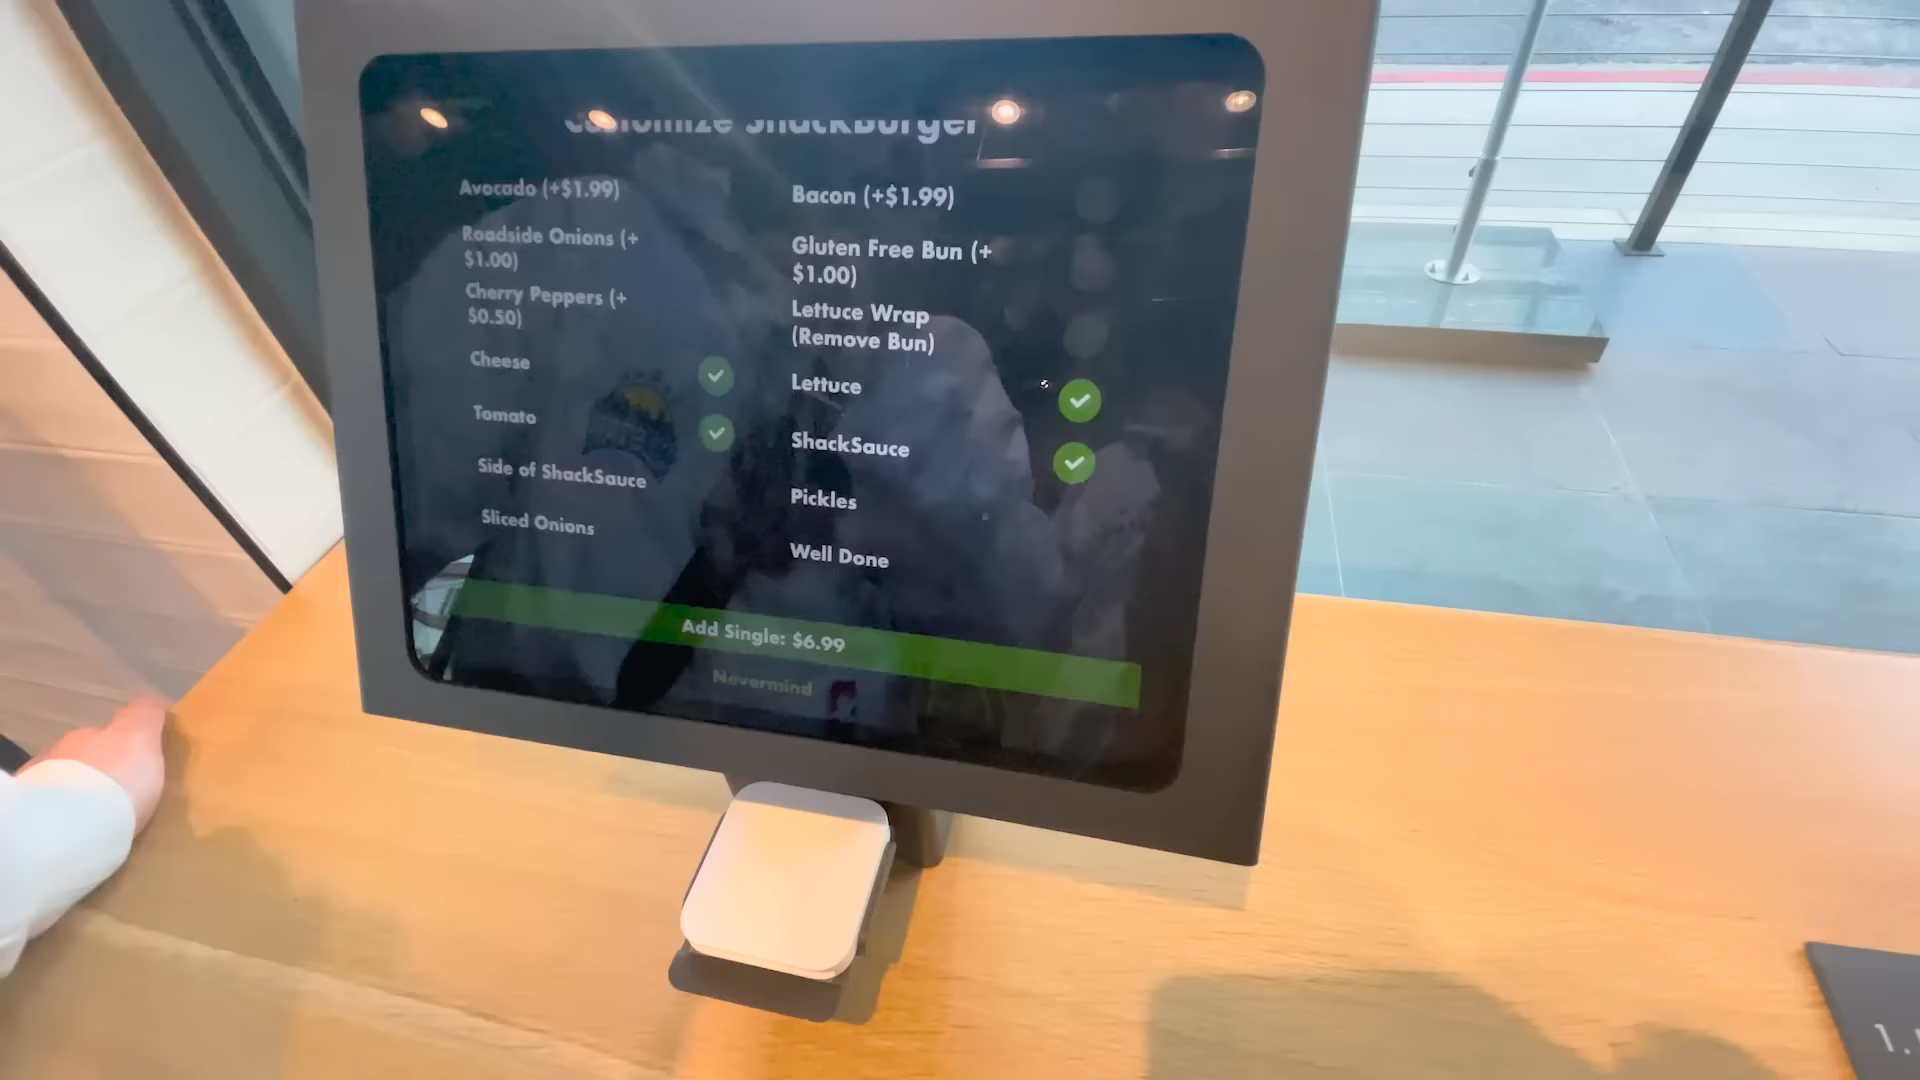 Customize ShackBurger
Avocado (+$1.99)
Roadside Onions (+
$1.00)
Cherry Peppers (+
$0.50)
Cheese
Tomato
Side of ShackSauce
Sliced Onions
Bacon (+$1.99)
Gluten Free Bun (+
$1.00)
Lettuce Wrap
(Remove Bun)
Lettuce
ShackSauce
Pickles
Well Done
Add Single: $6.99
Nevermind